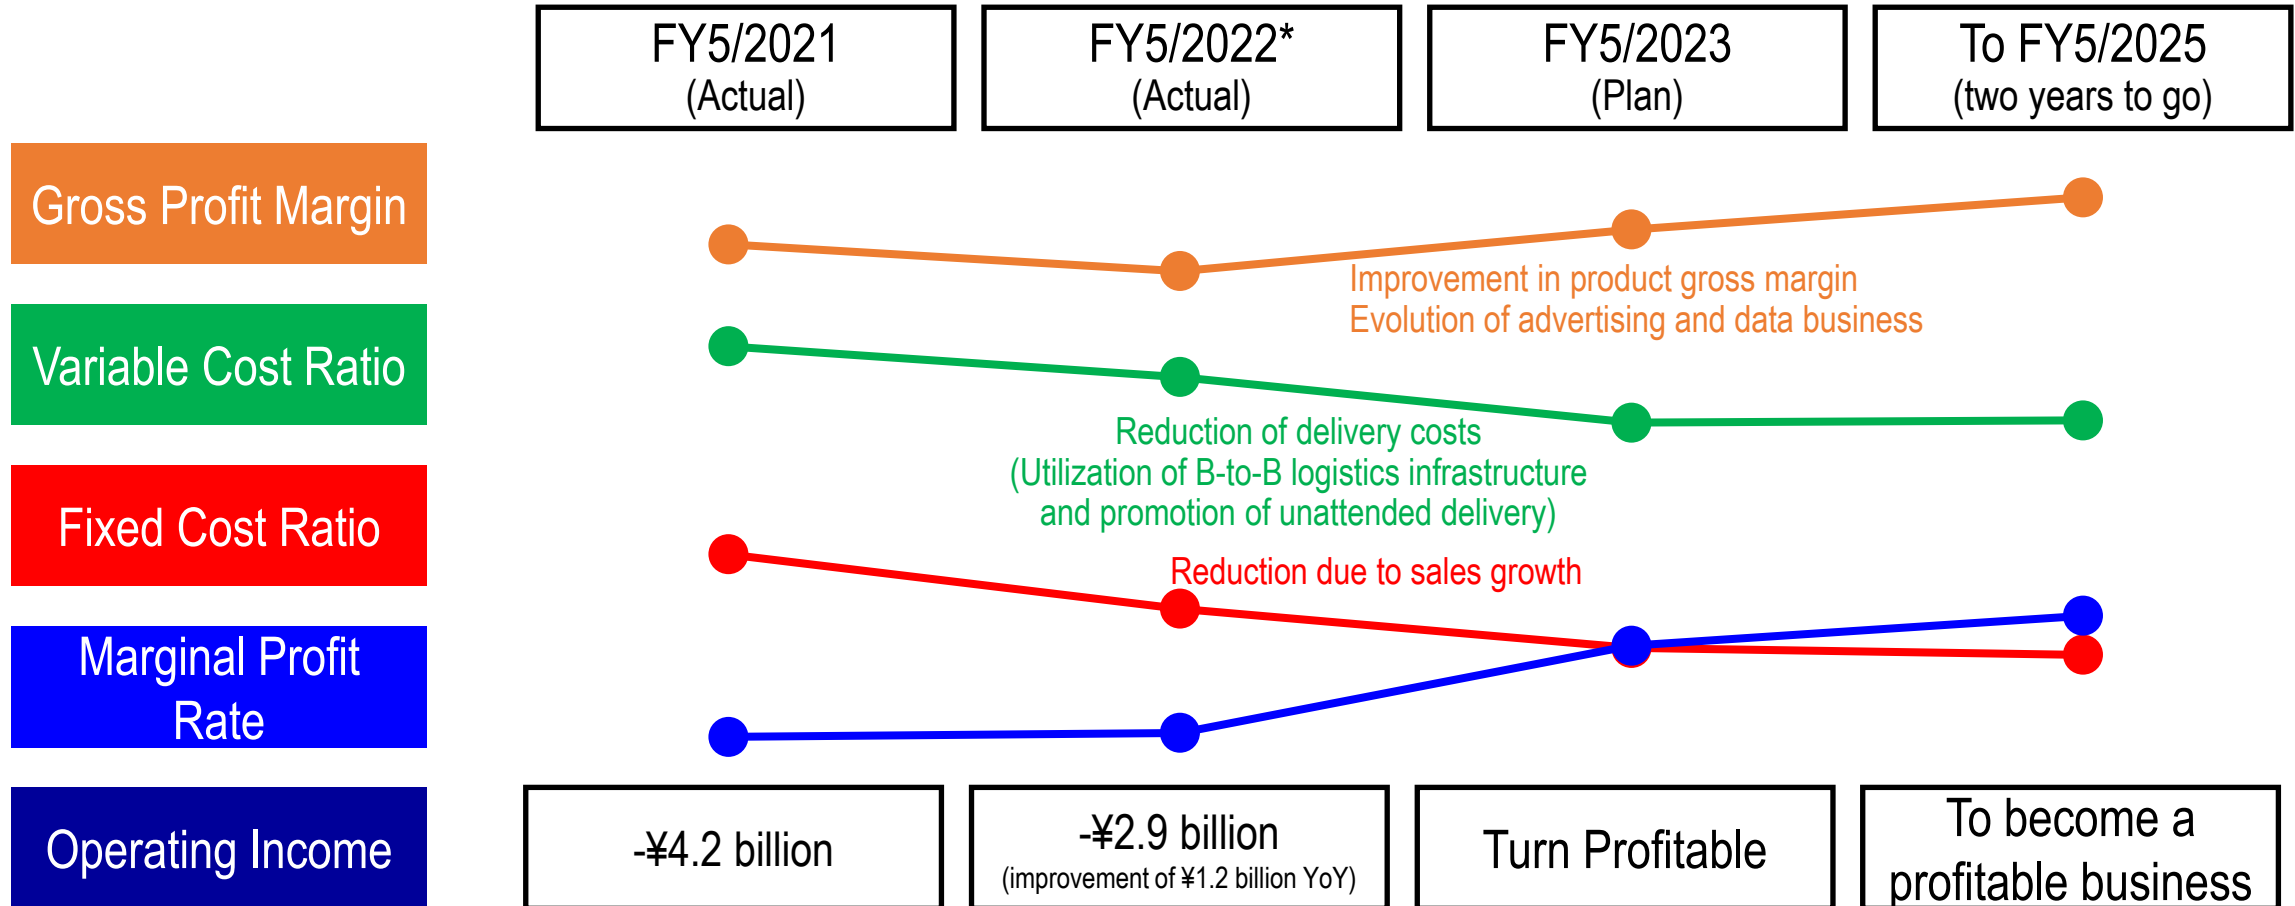 FY5/2021
(Actual)
FY5/2022*
(Actual)
FY5/2023
(Plan)
To FY5/2025
(two years to go)
Gross Profit Margin
Improvement in product gross margin
Evolution of advertising and data business
Variable Cost Ratio
Reduction of delivery costs
(Utilization of B-to-B logistics infrastructure
and promotion of unattended delivery)
Fixed Cost Ratio
Reduction due to sales growth
Marginal Profit
Rate
Operating Income
-¥4.2 billion
-¥2.9 billion
(improvement of ¥1.2 billion YoY)
Turn Profitable
To become a
profitable business